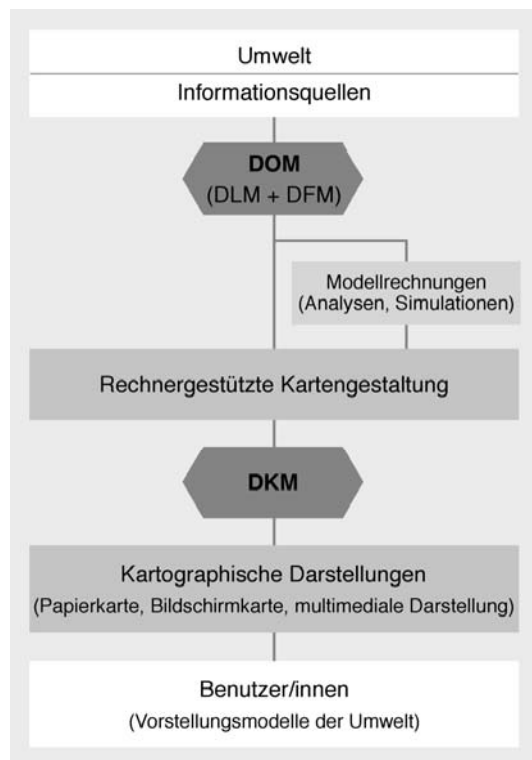 Umwelt
Informationsquellen
DOM
(DLM + DFM)
Modellrechnungen
(Analysen, Simulationen)
Rechnergestützte Kartengestaltung
DKM
Kartographische Darstellungen
(Papierkarte, Bildschirmkarte, multimediale Darstellung)
Benutzer/innen
(Vorstellungsmodelle der Umwelt)